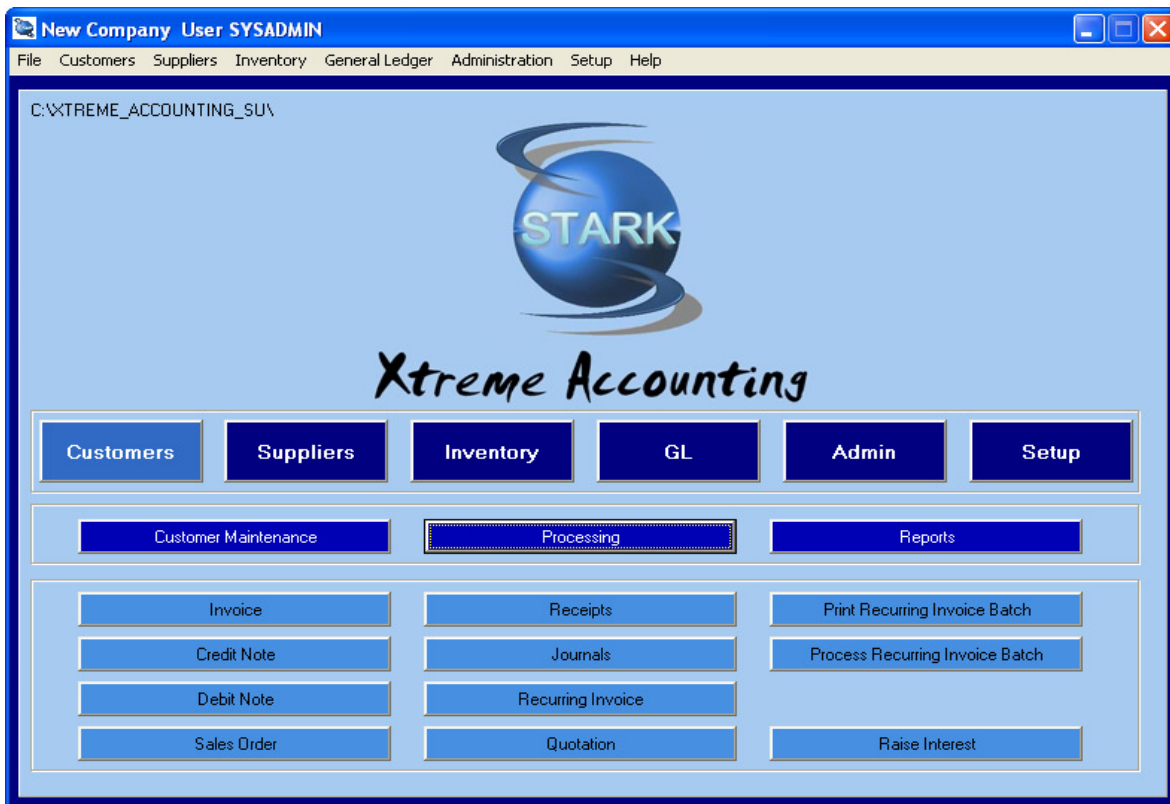 New Company User SYSADMIN
File Customers Suppliers Inventory General Ledger Administration Setup Help
C:\XTREME_ACCOUNTING_SU\
STARK
Xtreme Accounting
Customers Suppliers Inventory GL Admin Setup
Customer Maintenance Processing Reports
Invoice Receipts Print Recurring Invoice Batch
Credit Note Journals Process Recurring Invoice Batch
Debit Note Recurring Invoice
Sales Order Quotation Raise Interest